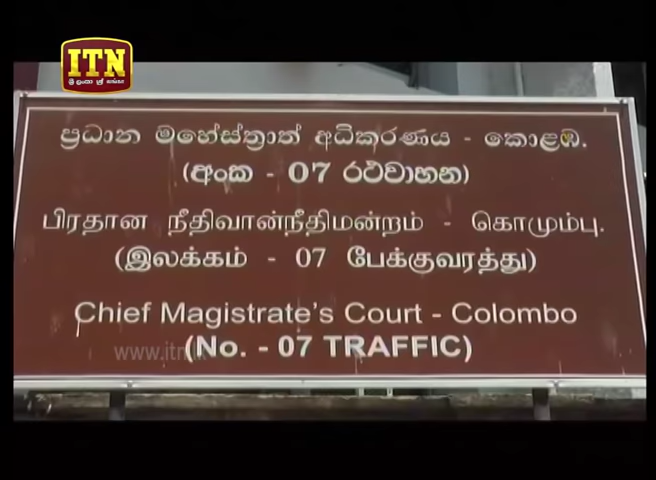 ITN
ප්‍රධාන මහේස්ත්‍රාත් අධිකරණය - කොළඹ.
(අංක - 07 රථවාහන)
பிரதான நீதிவான்நீதிமன்றம் - கொழும்பு.
(இலக்கம் - 07 போக்குவரத்து)
Chief Magistrate's Court - Colombo
(No. - 07 TRAFFIC)